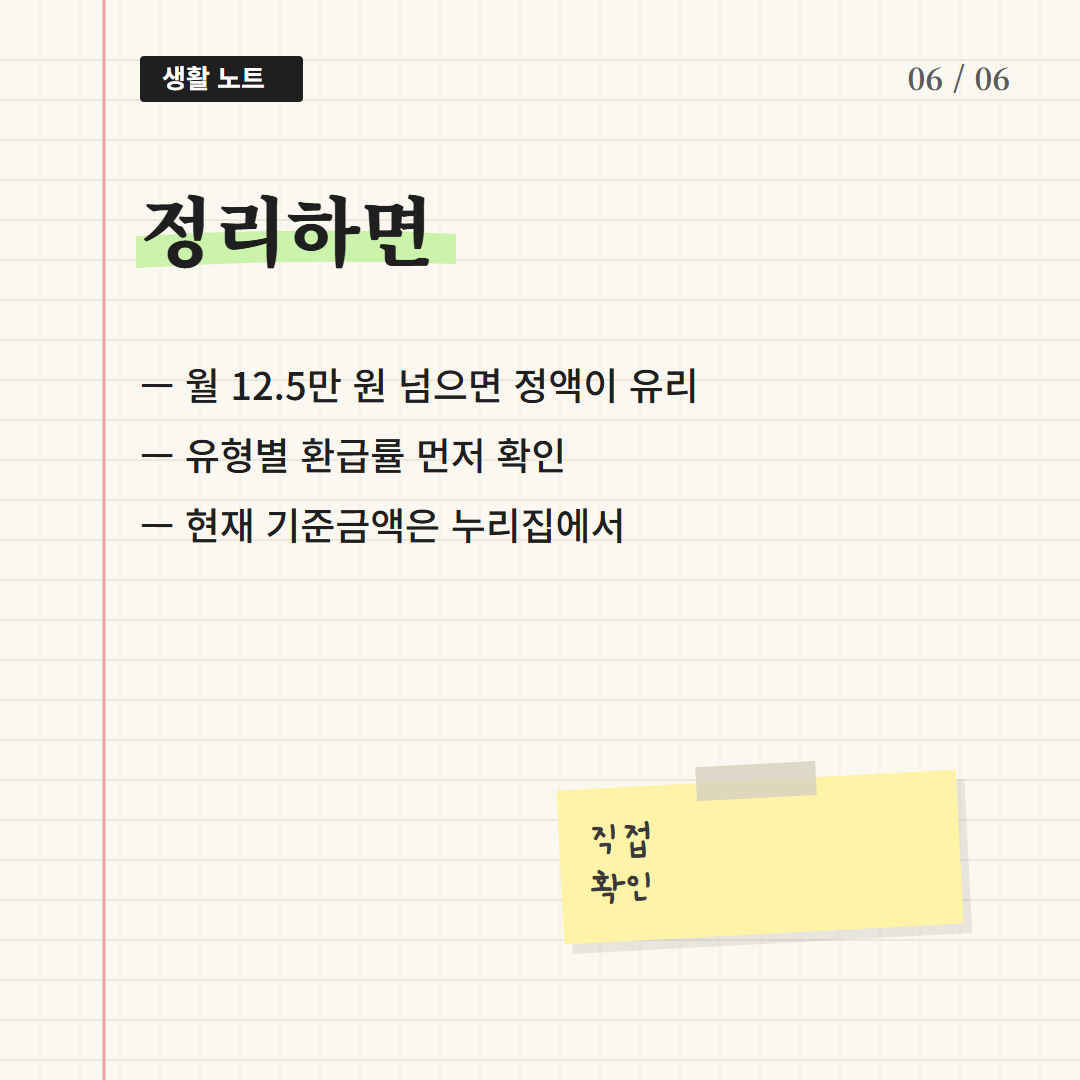 생활 노트
06 / 06
정리하면
— 월 12.5만 원 넘으면 정액이 유리
— 유형별 환급률 먼저 확인
— 현재 기준금액은 누리집에서
직접
확인